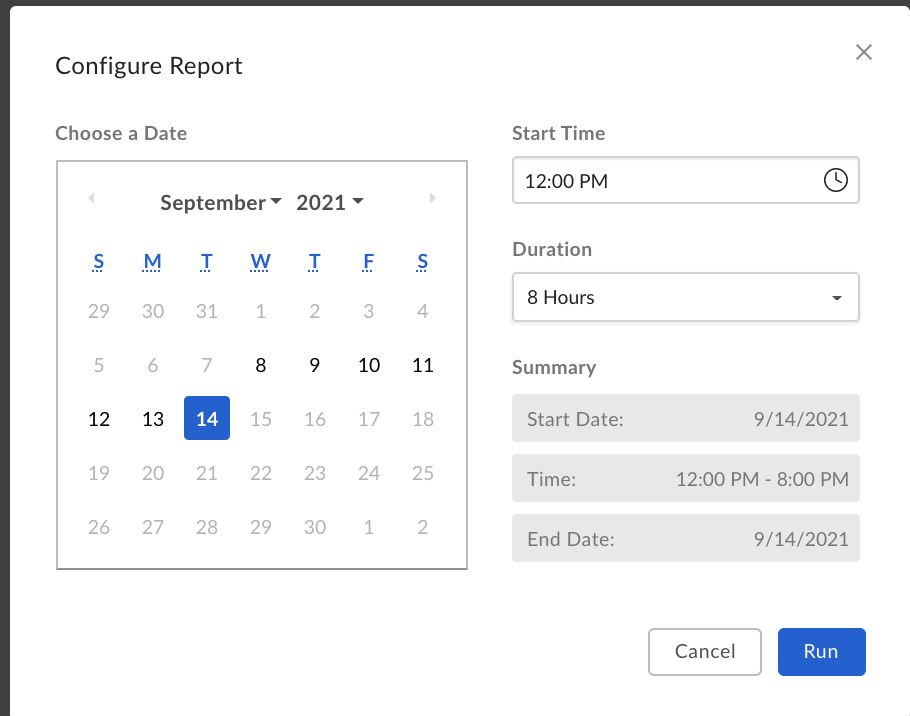 Configure Report
Choose a Date
September 2021
S M T W T F S
29 30 31 1 2 3 4
5 6 7 8 9 10 11
12 13 14 15 16 17 18
19 20 21 22 23 24 25
26 27 28 29 30 1 2
Start Time
12:00 PM
Duration
8 Hours
Summary
Start Date: 9/14/2021
Time: 12:00 PM - 8:00 PM
End Date: 9/14/2021
Cancel Run